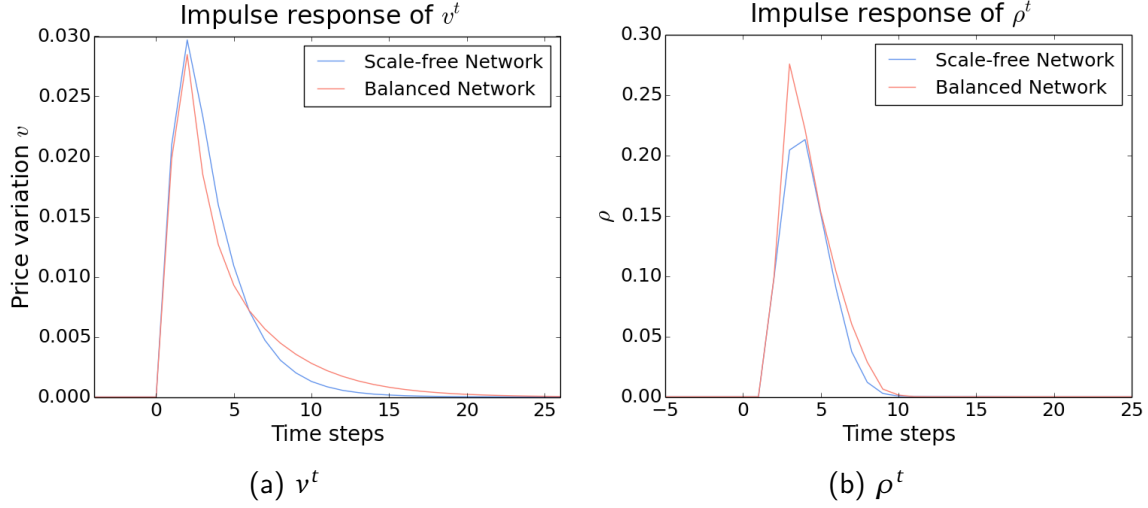 Impulse response of v^t
Scale-free Network
Balanced Network
Price variation v
0.030
0.025
0.020
0.015
0.010
0.005
0.000
0 5 10 15 20 25
Time steps
(a) v^t
Impulse response of ρ^t
Scale-free Network
Balanced Network
ρ
0.30
0.25
0.20
0.15
0.10
0.05
0.00
−5 0 5 10 15 20 25
Time steps
(b) ρ^t